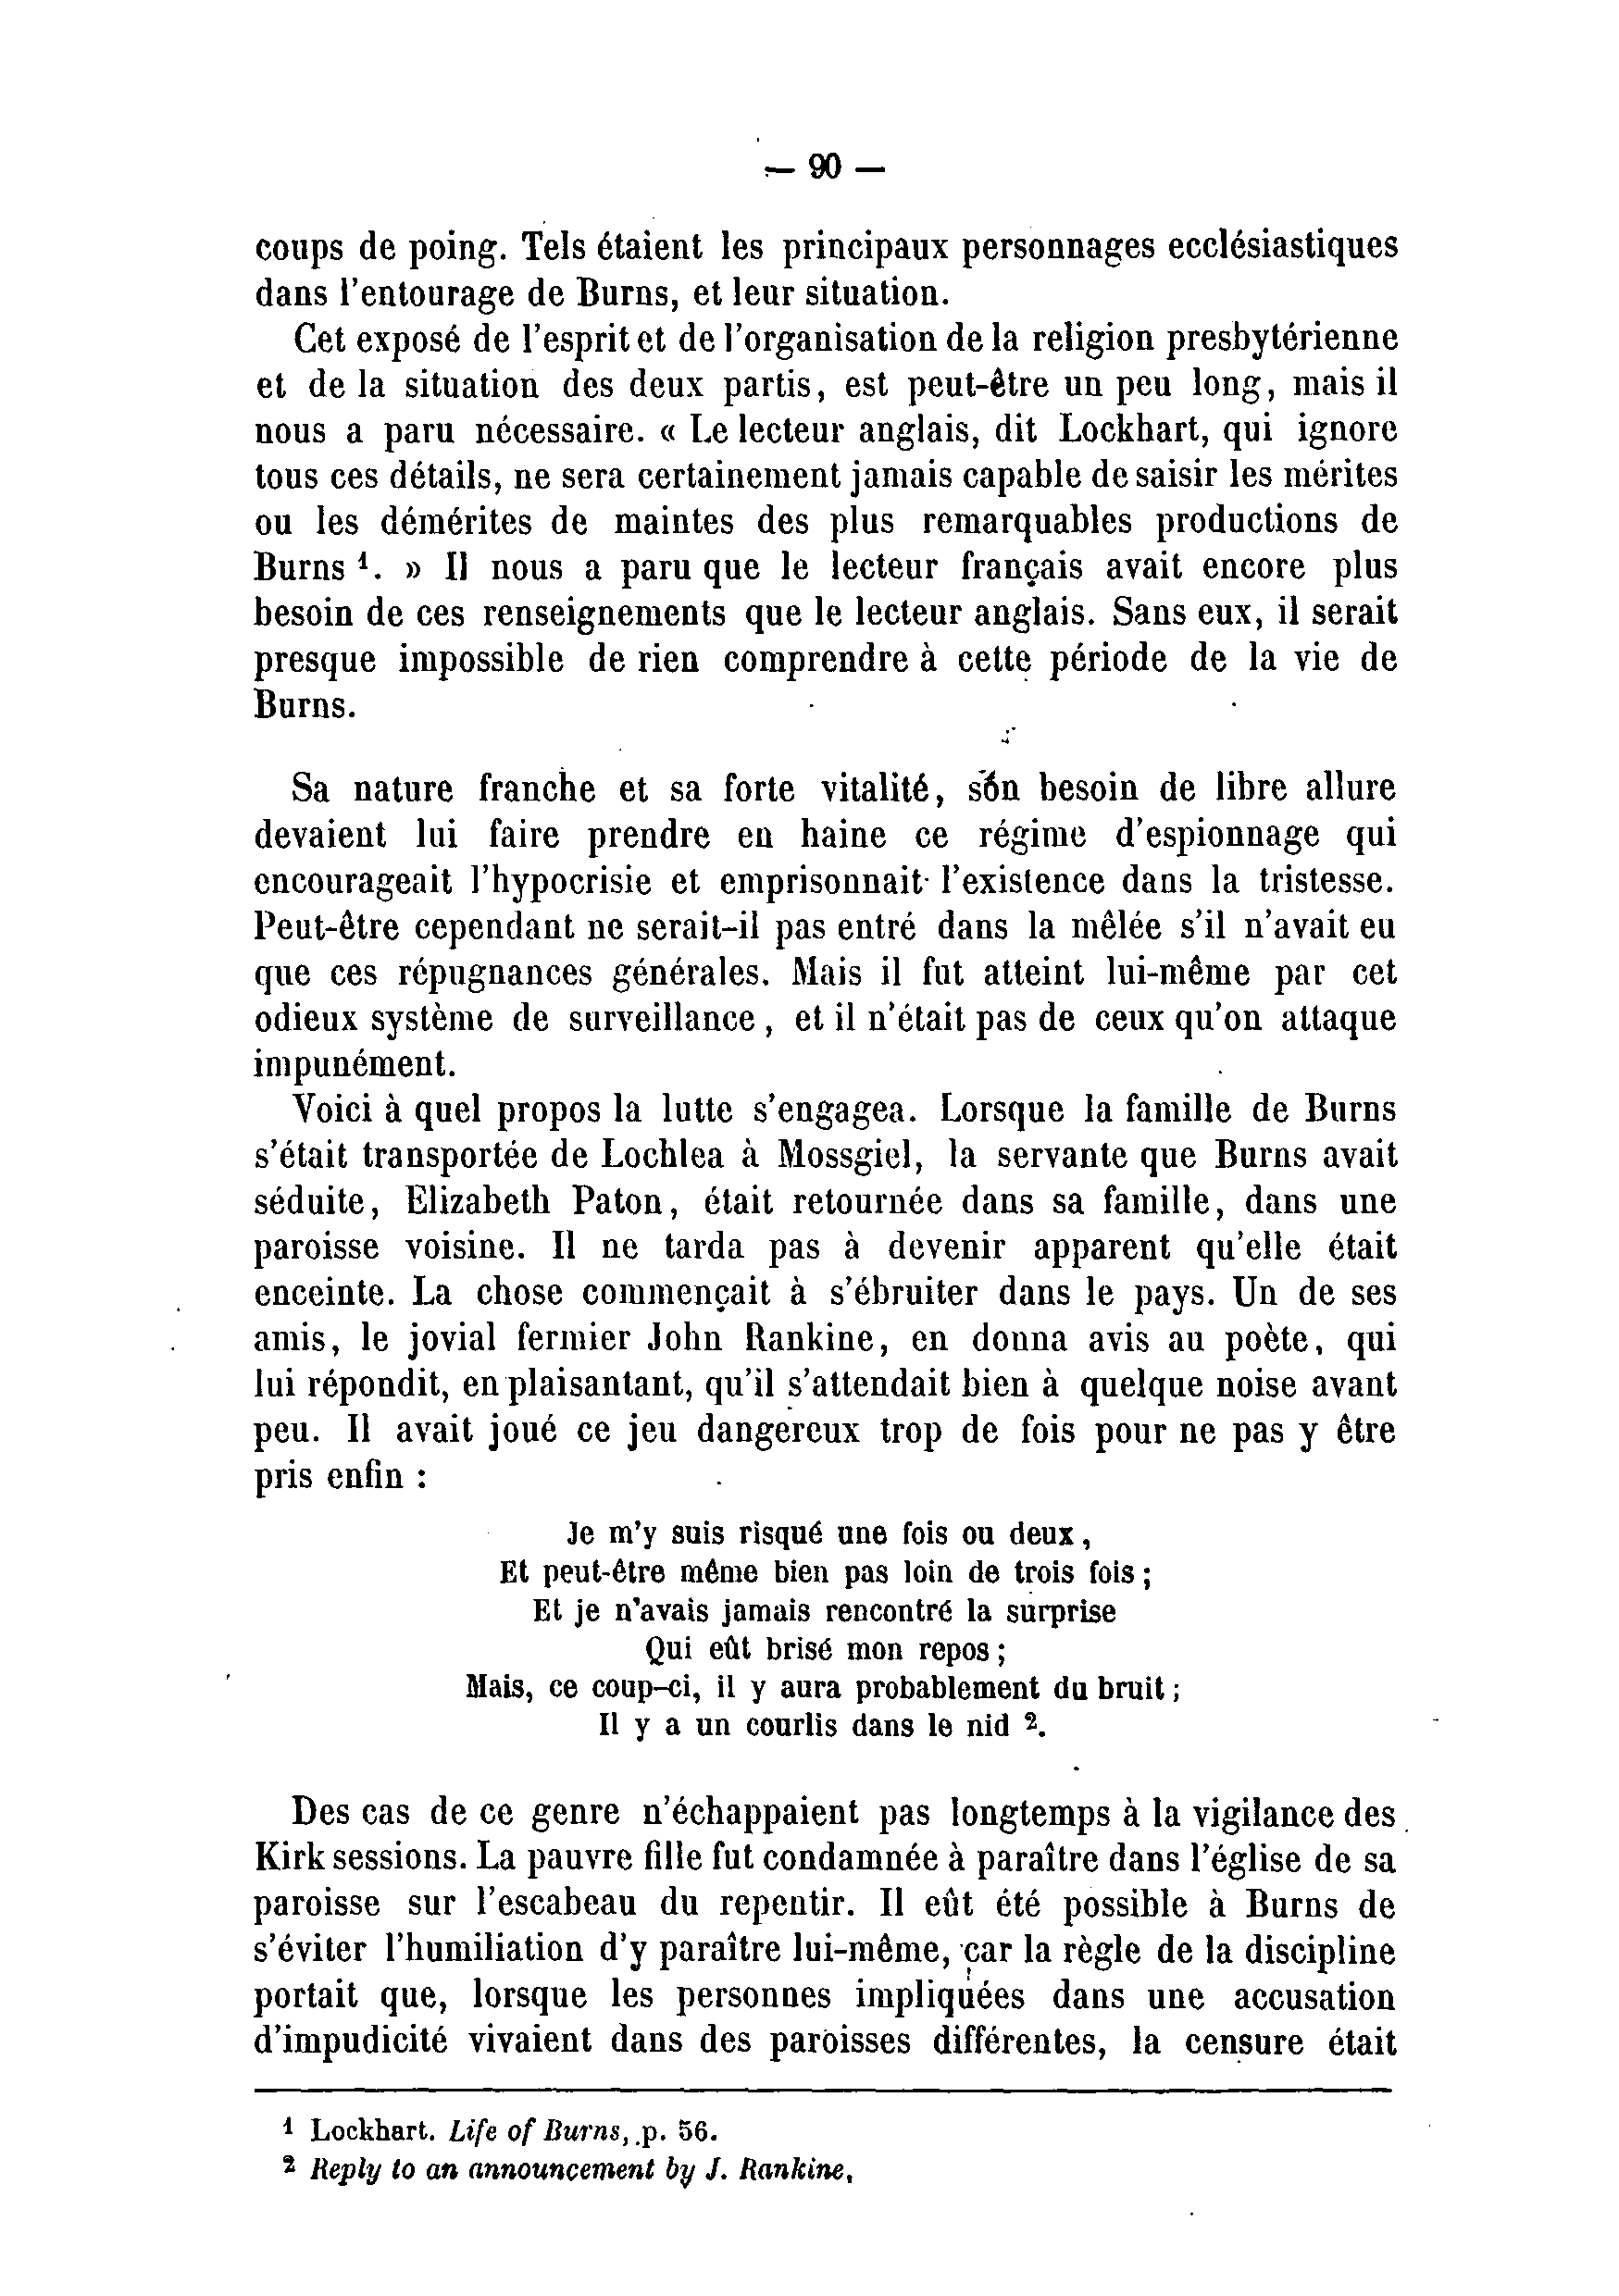 — 90 —
coups de poing. Tels étaient les principaux personnages ecclésiastiques
dans l'entourage de Burns, et leur situation.
Cet exposé de l'esprit et de l'organisation de la religion presbytérienne
et de la situation des deux partis, est peut-être un peu long, mais il
nous a paru nécessaire. « Le lecteur anglais, dit Lockhart, qui ignore
tous ces détails, ne sera certainement jamais capable de saisir les mérites
ou les démérites de maintes des plus remarquables productions de
Burns ¹. » Il nous a paru que le lecteur français avait encore plus
besoin de ces renseignements que le lecteur anglais. Sans eux, il serait
presque impossible de rien comprendre à cette période de la vie de
Burns.
Sa nature franche et sa forte vitalité, son besoin de libre allure
devaient lui faire prendre en haine ce régime d'espionnage qui
encourageait l'hypocrisie et emprisonnait l'existence dans la tristesse.
Peut-être cependant ne serait-il pas entré dans la mêlée s'il n'avait eu
que ces répugnances générales. Mais il fut atteint lui-même par cet
odieux système de surveillance, et il n'était pas de ceux qu'on attaque
impunément.
Voici à quel propos la lutte s'engagea. Lorsque la famille de Burns
s'était transportée de Lochlea à Mossgiel, la servante que Burns avait
séduite, Elizabeth Paton, était retournée dans sa famille, dans une
paroisse voisine. Il ne tarda pas à devenir apparent qu'elle était
enceinte. La chose commençait à s'ébruiter dans le pays. Un de ses
amis, le jovial fermier John Rankine, en donna avis au poète, qui
lui répondit, en plaisantant, qu'il s'attendait bien à quelque noise avant
peu. Il avait joué ce jeu dangereux trop de fois pour ne pas y être
pris enfin :
Je m'y suis risqué une fois ou deux,
Et peut-être même bien pas loin de trois fois ;
Et je n'avais jamais rencontré la surprise
Qui eût brisé mon repos ;
Mais, ce coup-ci, il y aura probablement du bruit ;
Il y a un courlis dans le nid ².
Des cas de ce genre n'échappaient pas longtemps à la vigilance des
Kirk sessions. La pauvre fille fut condamnée à paraître dans l'église de sa
paroisse sur l'escabeau du repentir. Il eût été possible à Burns de
s'éviter l'humiliation d'y paraître lui-même, car la règle de la discipline
portait que, lorsque les personnes impliquées dans une accusation
d'impudicité vivaient dans des paroisses différentes, la censure était
¹ Lockhart. Life of Burns, p. 56.
² Reply to an announcement by J. Rankine.